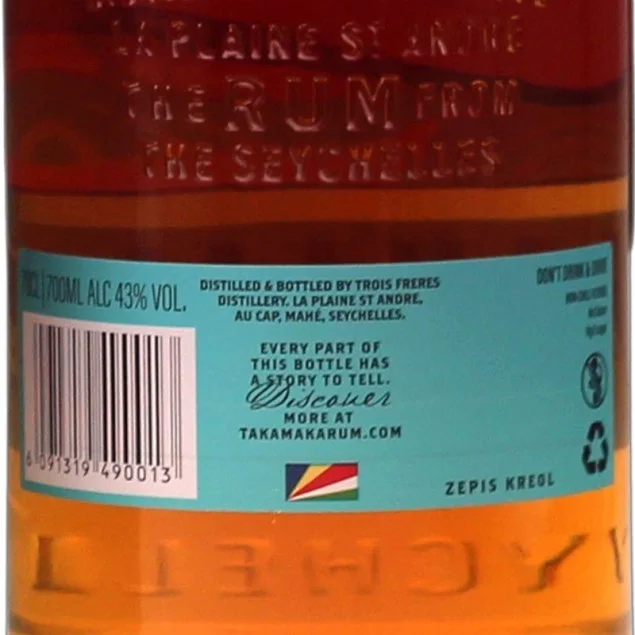 LA PLAINE ST ANDRÉ
THE RUM FROM
THE SEYCHELLES
70CL | 700ML ALC 43% VOL.
DISTILLED & BOTTLED BY TROIS FRERES
DISTILLERY. LA PLAINE ST ANDRE,
AU CAP, MAHÉ, SEYCHELLES.
EVERY PART OF
THIS BOTTLE HAS
A STORY TO TELL.
Discover
MORE AT
TAKAMAKARUM.COM
DON'T DRINK & DRIVE
6 091319 490013
ZEPIS KREOL